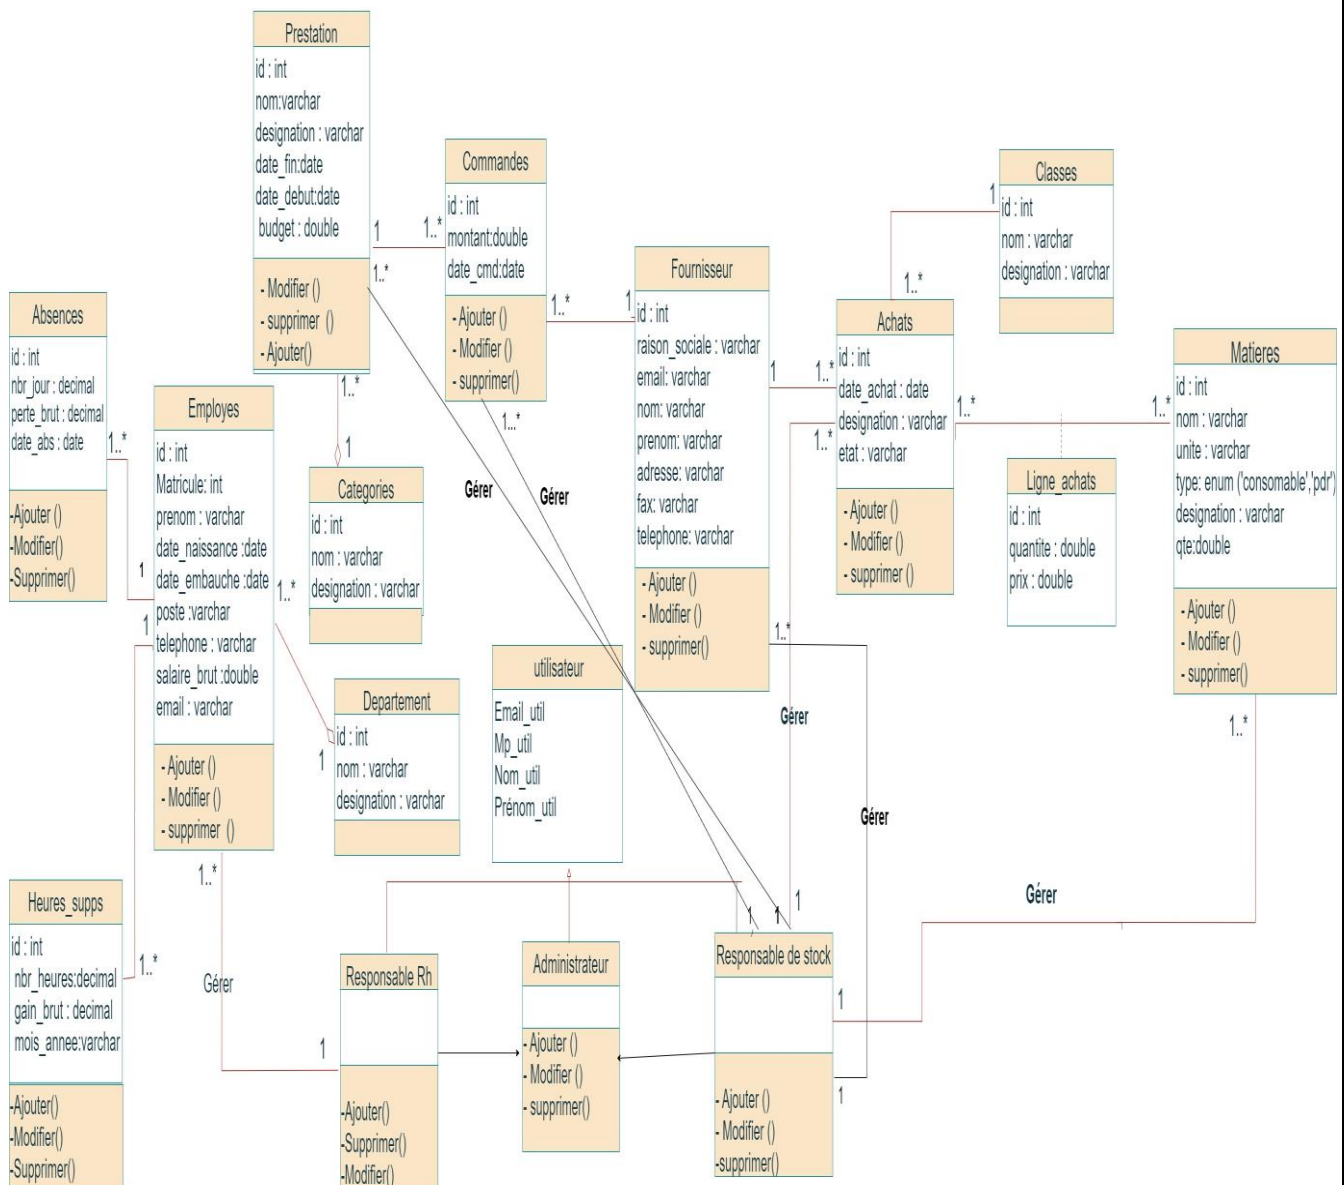 Prestation
id : int
nom:varchar
designation : varchar
date_fin:date
date_debut:date
budget : double
- Modifier ()
- supprimer ()
- Ajouter()
1
1..*
1..*
1..*
Commandes
id : int
montant:double
date_cmd:date
- Ajouter ()
- Modifier ()
- supprimer()
1..*
1...*
1
Fournisseur
id : int
raison_sociale : varchar
email: varchar
nom: varchar
prenom: varchar
adresse: varchar
fax: varchar
telephone: varchar
- Ajouter ()
- Modifier ()
- supprimer()
1
1..*
1..*
1..*
Classes
id : int
nom : varchar
designation : varchar
1
1..*
Achats
id : int
date_achat : date
designation : varchar
etat : varchar
- Ajouter ()
- Modifier ()
- supprimer ()
1..*
1..*
Ligne_achats
id : int
quantite : double
prix : double
Matieres
id : int
nom : varchar
unite : varchar
type: enum ('consomable','pdr')
designation : varchar
qte:double
- Ajouter ()
- Modifier ()
- supprimer()
1..*
Absences
id : int
nbr_jour : decimal
perte_brut : decimal
date_abs : date
-Ajouter ()
-Modifier()
-Supprimer()
1..*
1
1
Employes
id : int
Matricule: int
prenom : varchar
date_naissance :date
date_embauche :date
poste :varchar
telephone : varchar
salaire_brut :double
email : varchar
- Ajouter ()
- Modifier ()
- supprimer ()
1..*
1..*
1
Categories
id : int
nom : varchar
designation : varchar
Departement
id : int
nom : varchar
designation : varchar
1
utilisateur
Email_util
Mp_util
Nom_util
Prénom_util
Gérer
Gérer
Gérer
Gérer
Gérer
Gérer
Heures_supps
id : int
nbr_heures:decimal
gain_brut : decimal
mois_annee:varchar
-Ajouter()
-Modifier()
-Supprimer()
1..*
1
Responsable Rh
-Ajouter()
-Supprimer()
-Modifier()
Administrateur
- Ajouter ()
- Modifier ()
- supprimer()
1
1
1
Responsable de stock
- Ajouter ()
- Modifier ()
-supprimer()
1
1